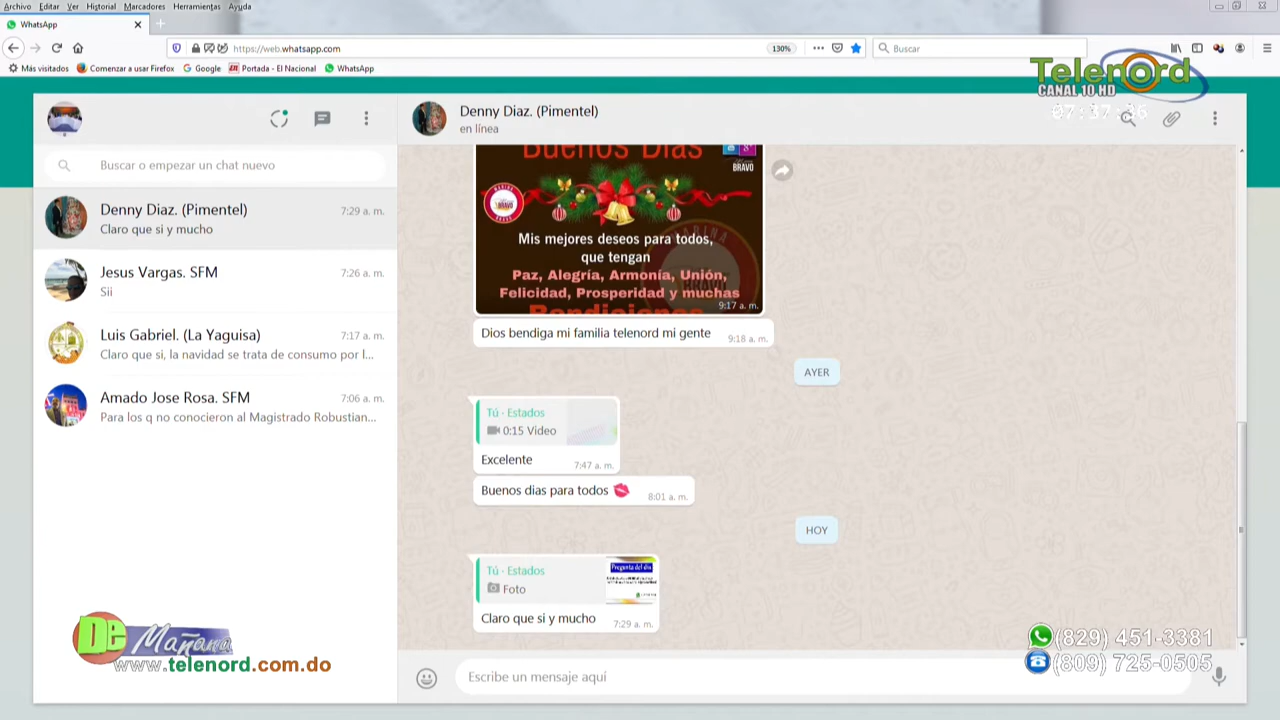 Archivo Editar Ver Historial Marcadores Herramientas Ayuda
WhatsApp
https://web.whatsapp.com
130%
Buscar
Más visitados Comenzar a usar Firefox Google Portada - El Nacional WhatsApp
Telenord
CANAL 10.HD
07:37:36
Denny Diaz. (Pimentel)
en línea
Buscar o empezar un chat nuevo
Denny Diaz. (Pimentel) 7:29 a. m.
Claro que si y mucho
Jesus Vargas. SFM 7:26 a. m.
Sii
Luis Gabriel. (La Yaguisa) 7:17 a. m.
Claro que si, la navidad se trata de consumo por l...
Amado Jose Rosa. SFM 7:06 a. m.
Para los q no conocieron al Magistrado Robustian...
Buenos Dias
BRAVO
Mis mejores deseos para todos,
que tengan
Paz, Alegría, Armonía, Unión,
Felicidad, Prosperidad y muchas
Bendiciones
9:17 a. m.
Dios bendiga mi familia telenord mi gente 9:18 a. m.
AYER
Tú · Estados
0:15 Video
Excelente 7:47 a. m.
Buenos dias para todos 8:01 a. m.
HOY
Tú · Estados
Foto
Pregunta del día
Claro que si y mucho 7:29 a. m.
Escribe un mensaje aquí
De Mañana
www.telenord.com.do
(829) 451-3381
(809) 725-0505